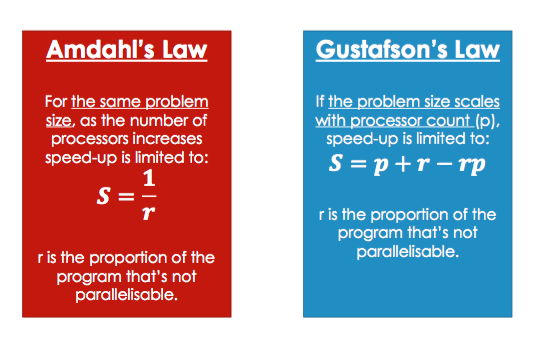 Amdahl's Law
For the same problem
size, as the number of
processors increases
speed-up is limited to:
S = 1/r
r is the proportion of the
program that's not
parallelisable.
Gustafson's Law
If the problem size scales
with processor count (p),
speed-up is limited to:
S = p + r − rp
r is the proportion of the
program that's not
parallelisable.